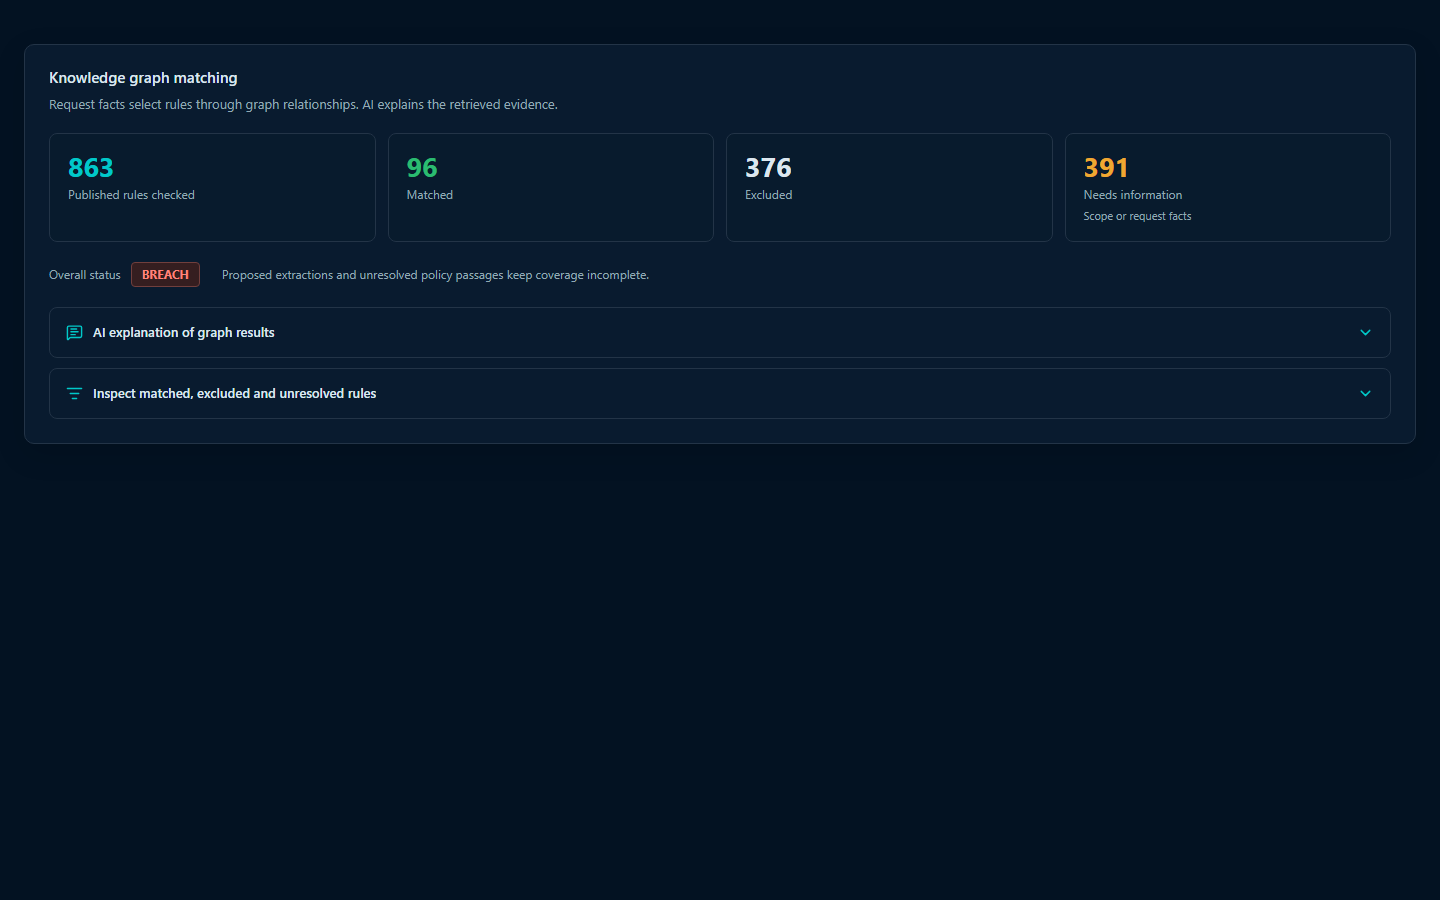 Knowledge graph matching
Request facts select rules through graph relationships. AI explains the retrieved evidence.
863
Published rules checked
96
Matched
376
Excluded
391
Needs information
Scope or request facts
Overall status BREACH Proposed extractions and unresolved policy passages keep coverage incomplete.
AI explanation of graph results
Inspect matched, excluded and unresolved rules